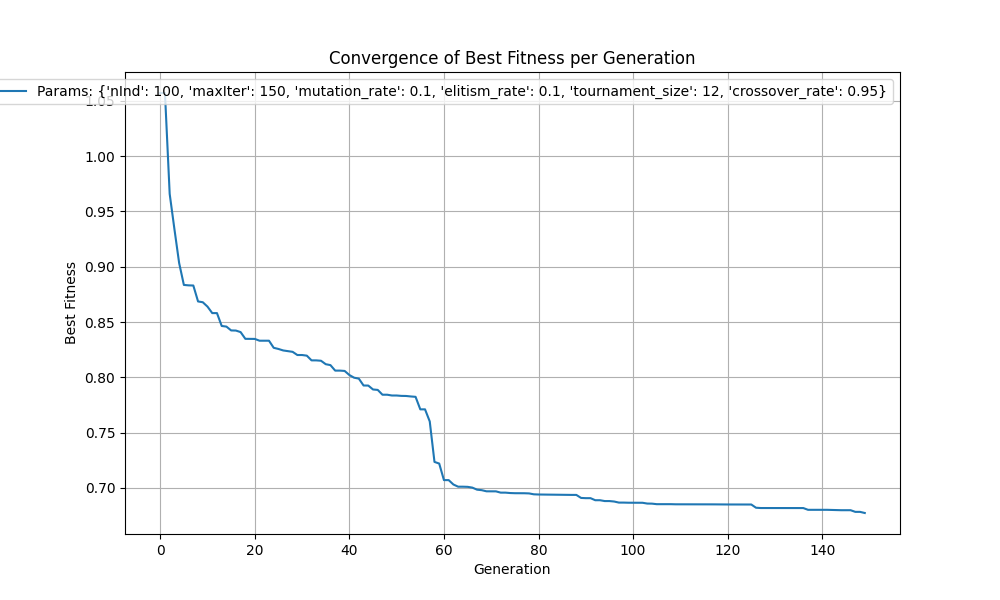 Convergence of Best Fitness per Generation
Params: {'nInd': 100, 'maxIter': 150, 'mutation_rate': 0.1, 'elitism_rate': 0.1, 'tournament_size': 12, 'crossover_rate': 0.95}
1.05
1.00
0.95
0.90
0.85
0.80
0.75
0.70
Best Fitness
0 20 40 60 80 100 120 140
Generation